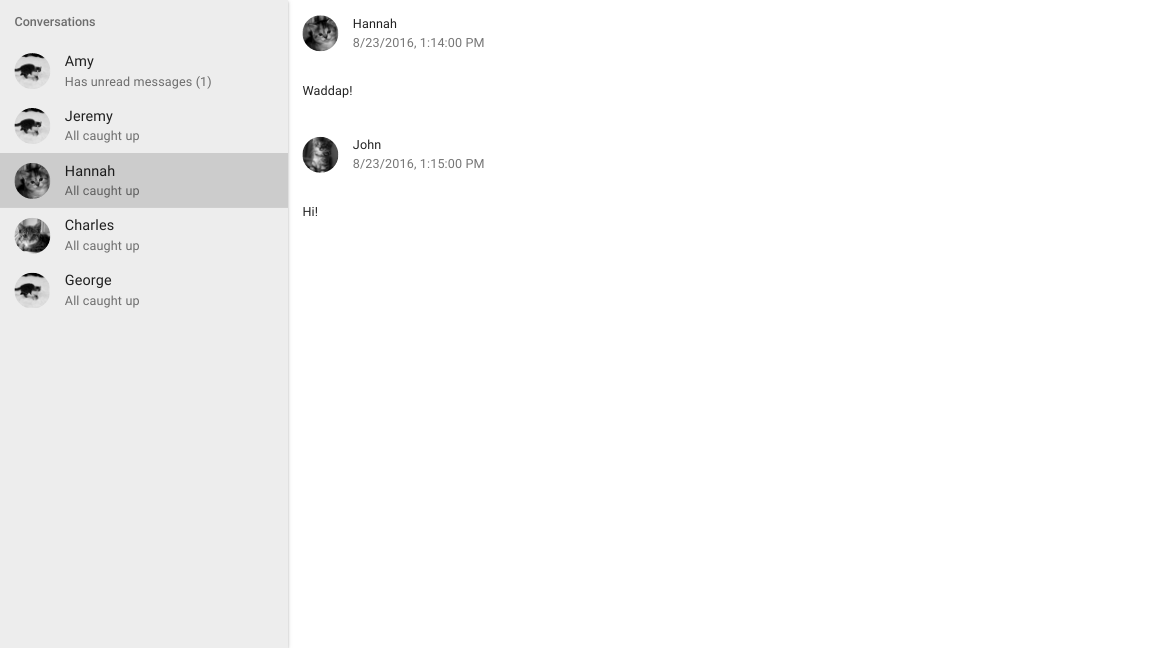 Conversations
Amy
Has unread messages (1)
Jeremy
All caught up
Hannah
All caught up
Charles
All caught up
George
All caught up
Hannah
8/23/2016, 1:14:00 PM
Waddap!
John
8/23/2016, 1:15:00 PM
Hi!